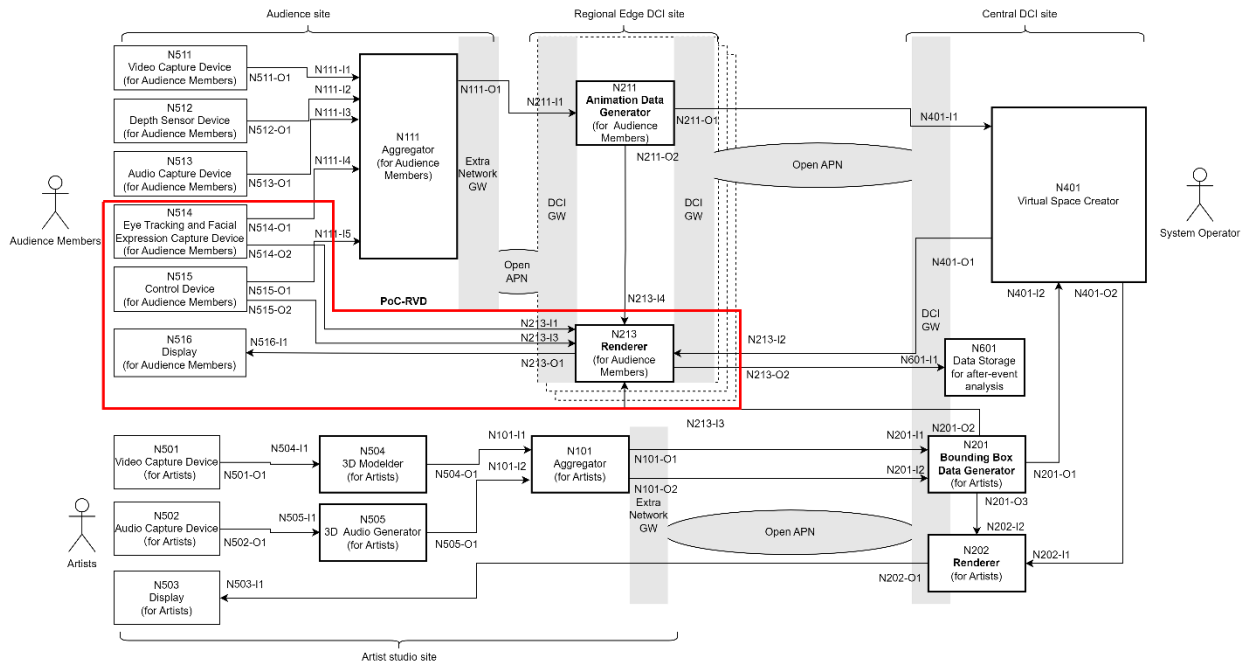 Audience site
Regional Edge DCI site
Central DCI site
N511
Video Capture Device
(for Audience Members)
N511-O1
N111-I1
N111-I2
N512
Depth Sensor Device
(for Audience Members)
N512-O1
N111-I3
N513
Audio Capture Device
(for Audience Members)
N513-O1
N111-I4
N514
Eye Tracking and Facial
Expression Capture Device
(for Audience Members)
N514-O1
N514-O2
N111-I5
N515
Control Device
(for Audience Members)
N515-O1
N515-O2
N516
Display
(for Audience Members)
N516-I1
Audience Members
N111
Aggregator
(for Audience
Members)
N111-O1
Extra
Network
GW
Open
APN
PoC-RVD
N211-I1
DCI
GW
N211
Animation Data
Generator
(for Audience
Members)
N211-O1
N211-O2
DCI
GW
Open APN
N401-I1
N401
Virtual Space Creator
System Operator
N401-O1
N401-I2
N401-O2
DCI
GW
N213-I4
N213-I1
N213-I3
N213-O1
N213
Renderer
(for Audience
Members)
N213-I2
N213-O2
N601-I1
N601
Data Storage
for after-event
analysis
N213-I3
N201-O2
N501
Video Capture Device
(for Artists)
N501-O1
N504-I1
N504
3D Modelder
(for Artists)
N504-O1
N101-I1
N101-I2
N101
Aggregator
(for Artists)
N101-O1
N101-O2
Extra
Network
GW
N201-I1
N201-I2
N201
Bounding Box
Data Generator
(for Artists)
N201-O1
N201-O3
N502
Audio Capture Device
(for Artists)
N502-O1
N505-I1
N505
3D Audio Generator
(for Artists)
N505-O1
Open APN
N202-I2
N202-I1
N202
Renderer
(for Artists)
N202-O1
Artists
N503
Display
(for Artists)
N503-I1
Artist studio site